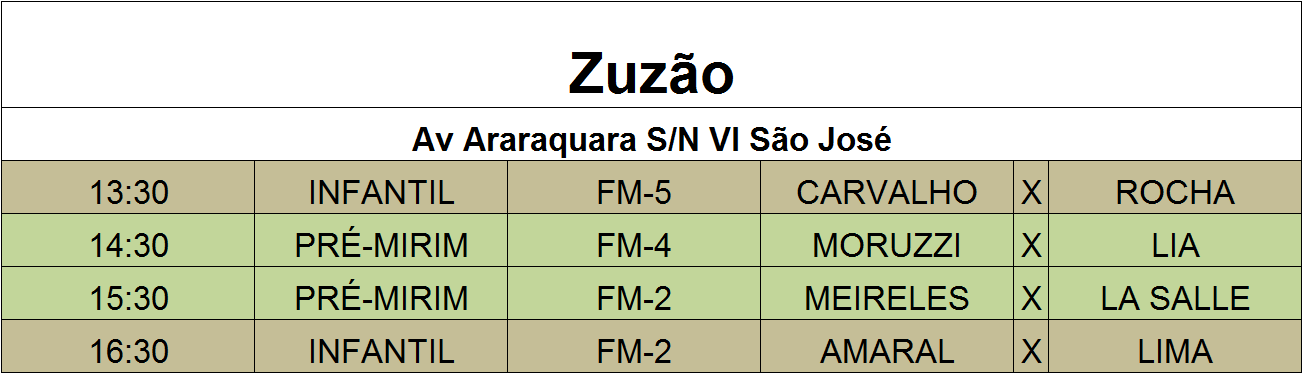 Zuzão
Av Araraquara S/N Vl São José
13:30 INFANTIL FM-5 CARVALHO X ROCHA
14:30 PRÉ-MIRIM FM-4 MORUZZI X LIA
15:30 PRÉ-MIRIM FM-2 MEIRELES X LA SALLE
16:30 INFANTIL FM-2 AMARAL X LIMA